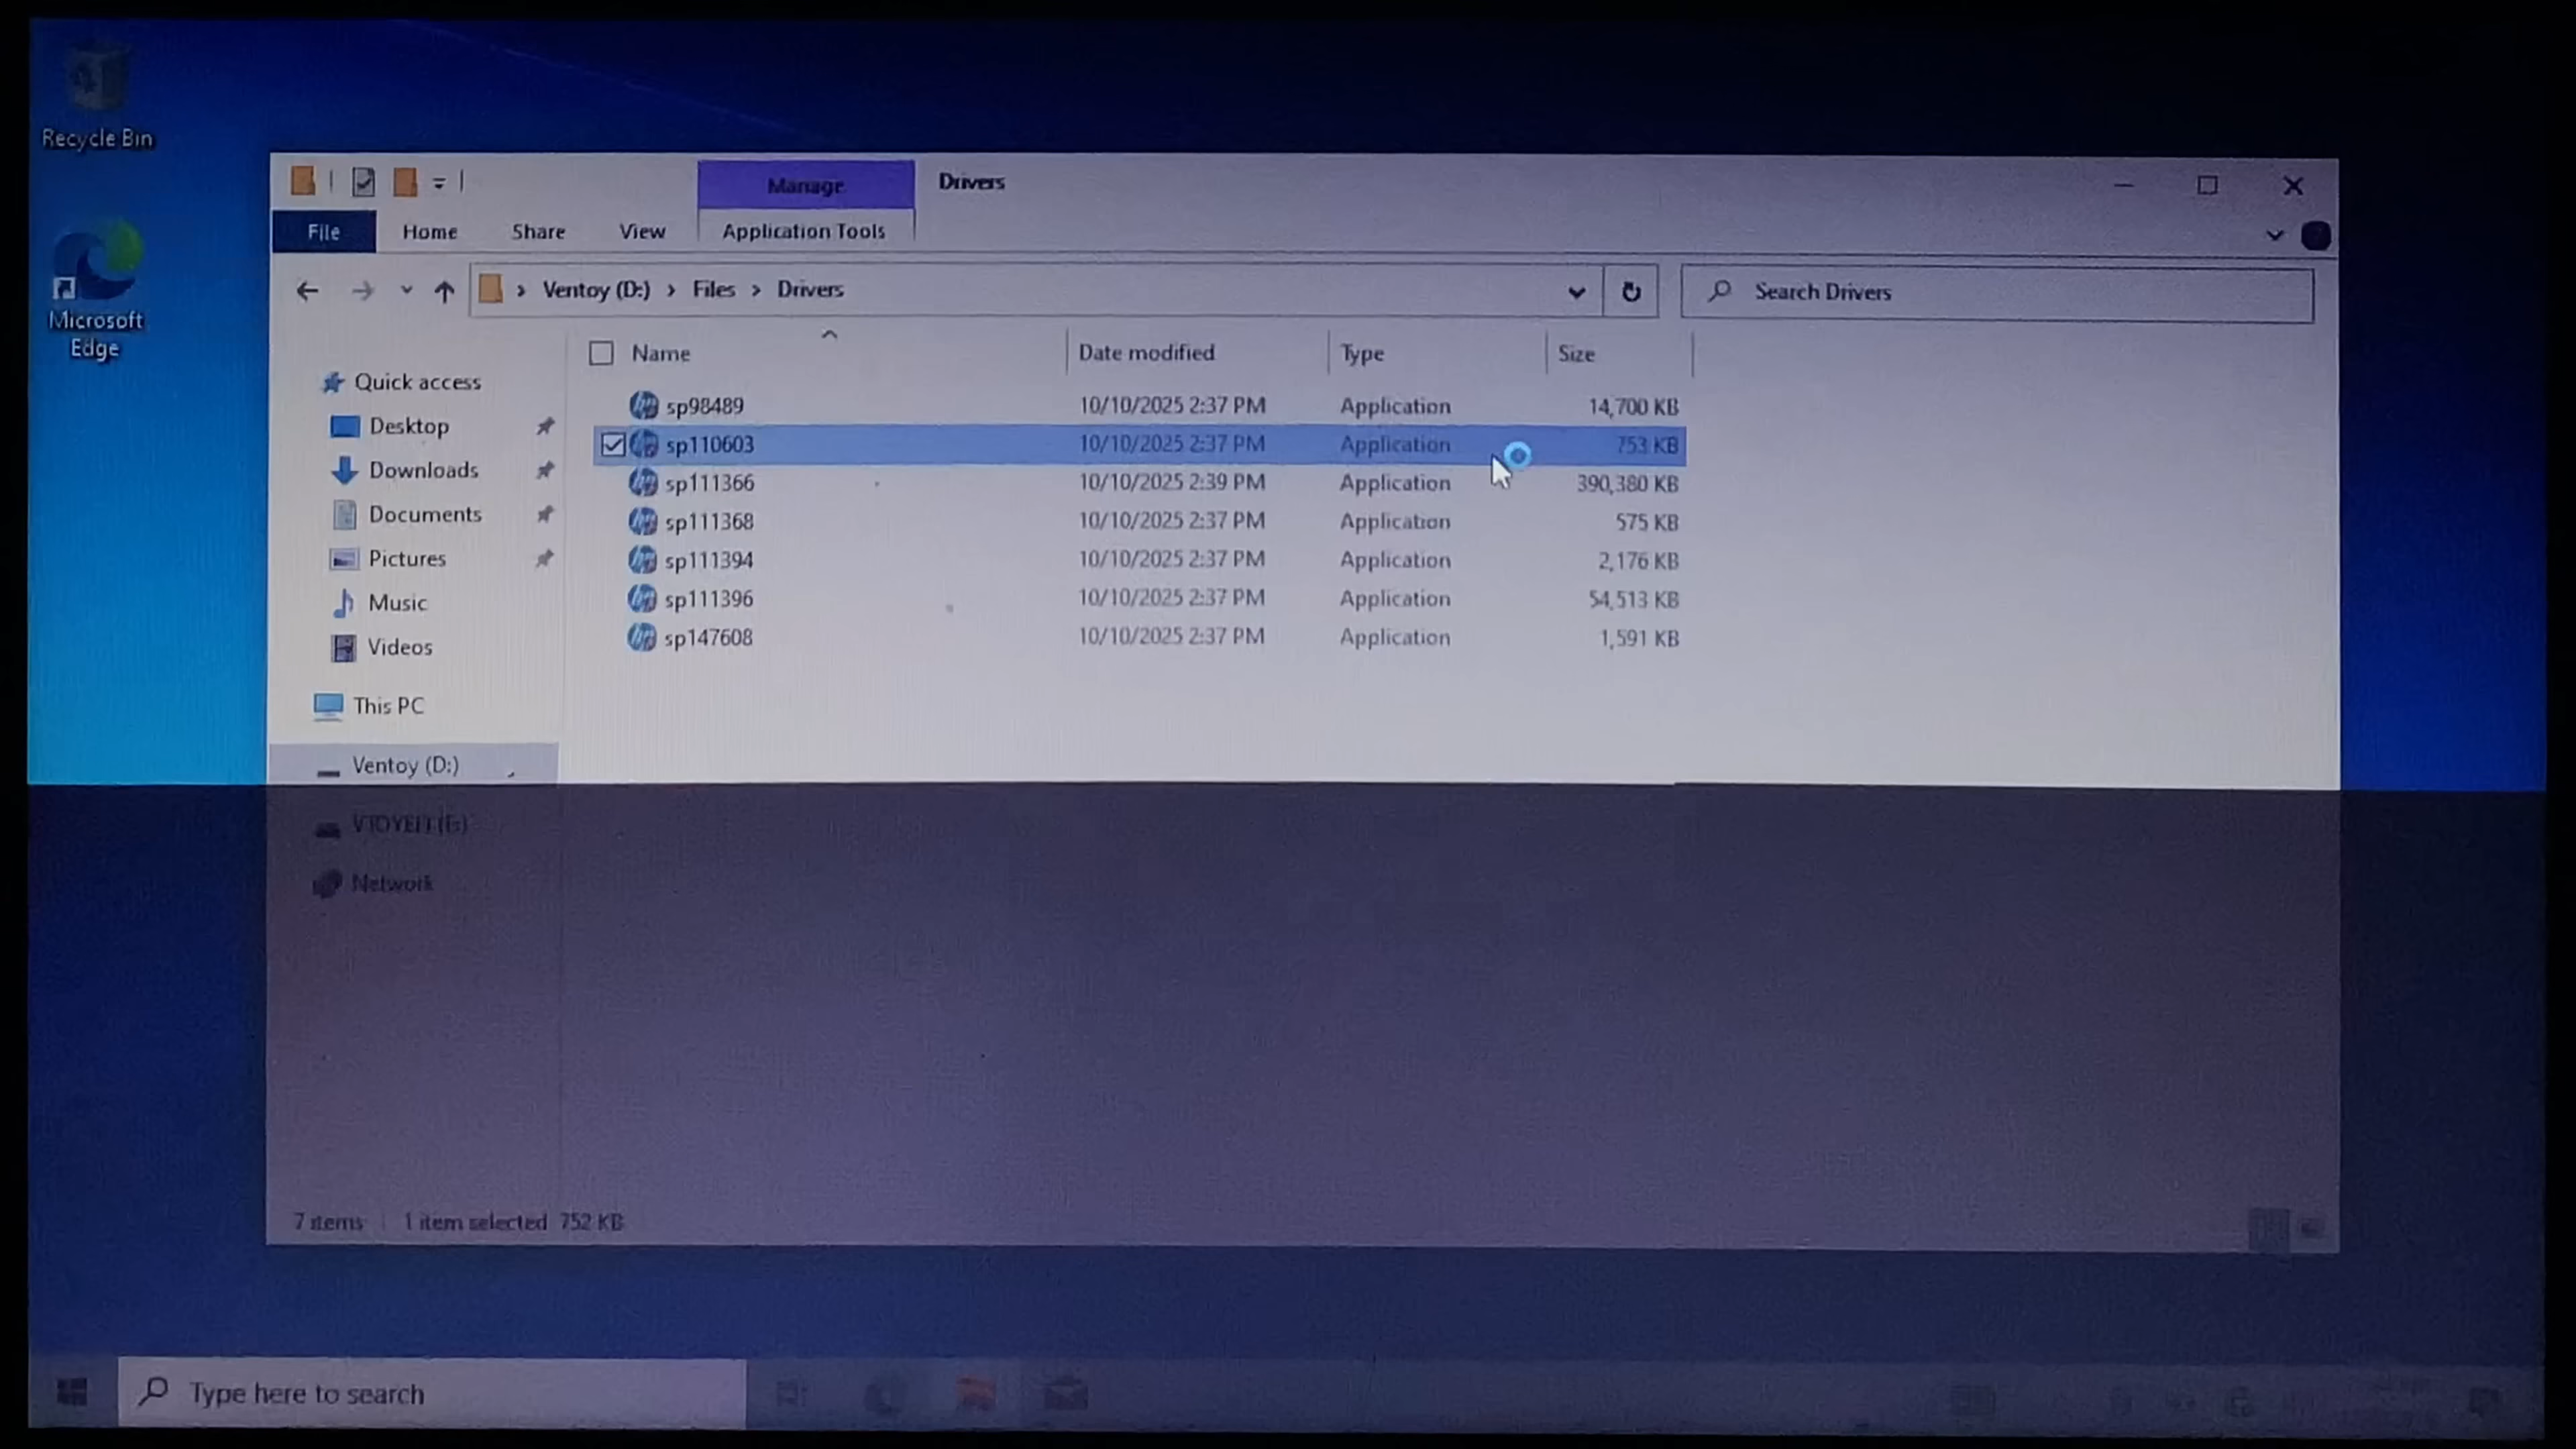 Recycle Bin
Microsoft
Edge
Manage
Drivers
File
Home
Share
View
Application Tools
Ventoy (D:) > Files > Drivers
Search Drivers
Name
Date modified
Type
Size
Quick access
Desktop
Downloads
Documents
Pictures
Music
Videos
This PC
Ventoy (D:)
VTOYEFI (E:)
Network
sp98489 10/10/2025 2:37 PM Application 14,700 KB
sp110603 10/10/2025 2:37 PM Application 753 KB
sp111366 10/10/2025 2:39 PM Application 390,380 KB
sp111368 10/10/2025 2:37 PM Application 575 KB
sp111394 10/10/2025 2:37 PM Application 2,176 KB
sp111396 10/10/2025 2:37 PM Application 54,513 KB
sp147608 10/10/2025 2:37 PM Application 1,591 KB
7 items 1 item selected 752 KB
Type here to search